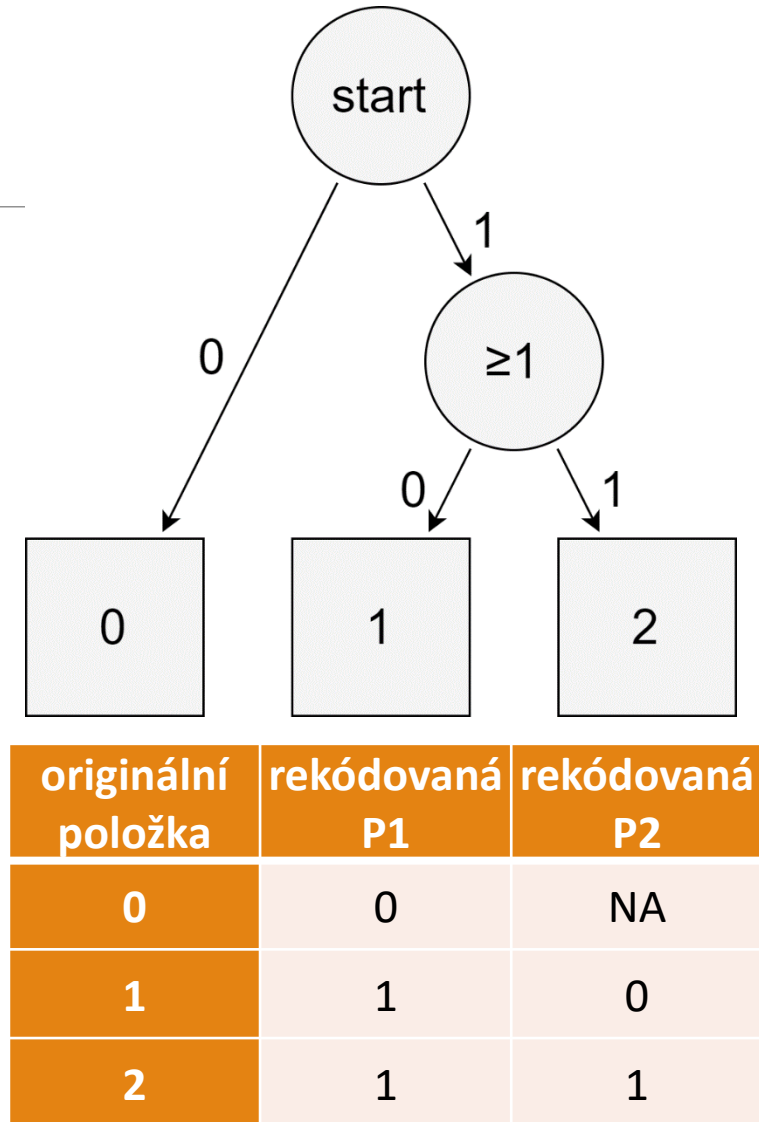 start
1
0
≥1
0 1
0 1 2
originální položka rekódovaná P1 rekódovaná P2
0 0 NA
1 1 0
2 1 1